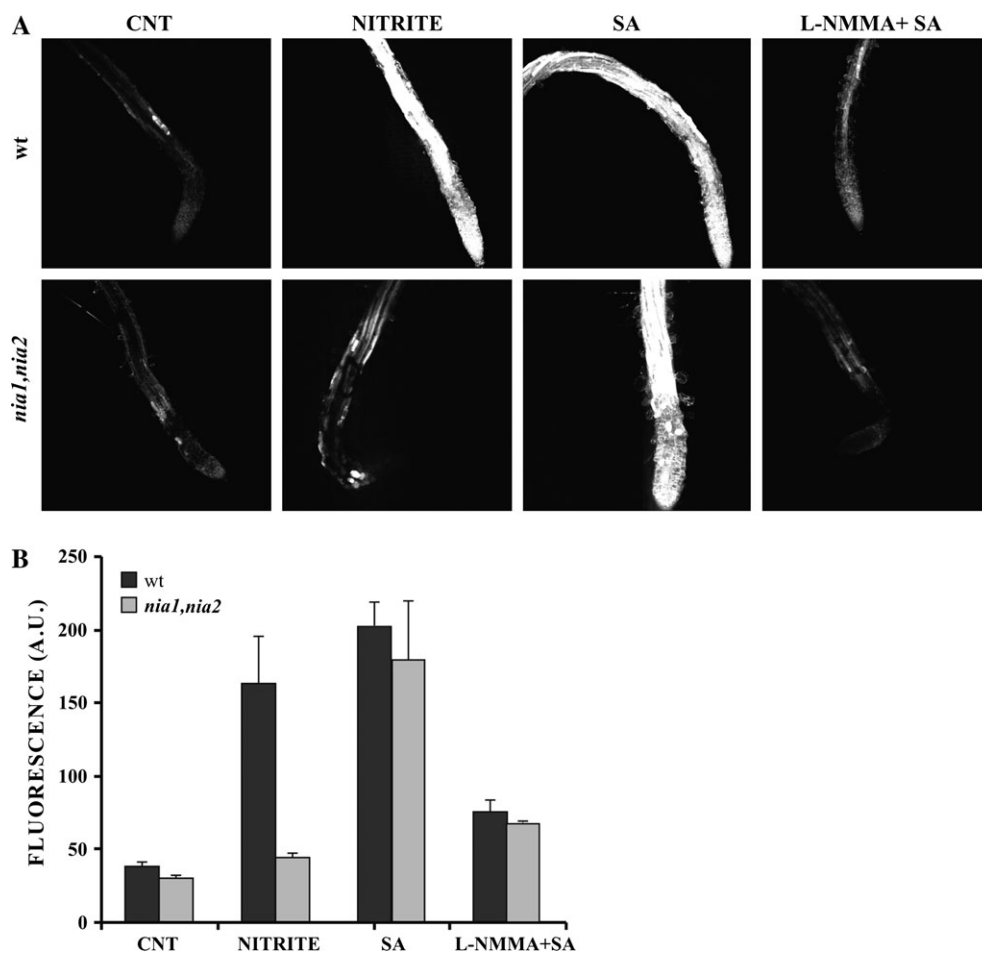 A
CNT
NITRITE
SA
L-NMMA+ SA
wt
nia1,nia2
B
FLUORESCENCE (A.U.)
250
200
150
100
50
0
wt
nia1,nia2
CNT
NITRITE
SA
L-NMMA+SA